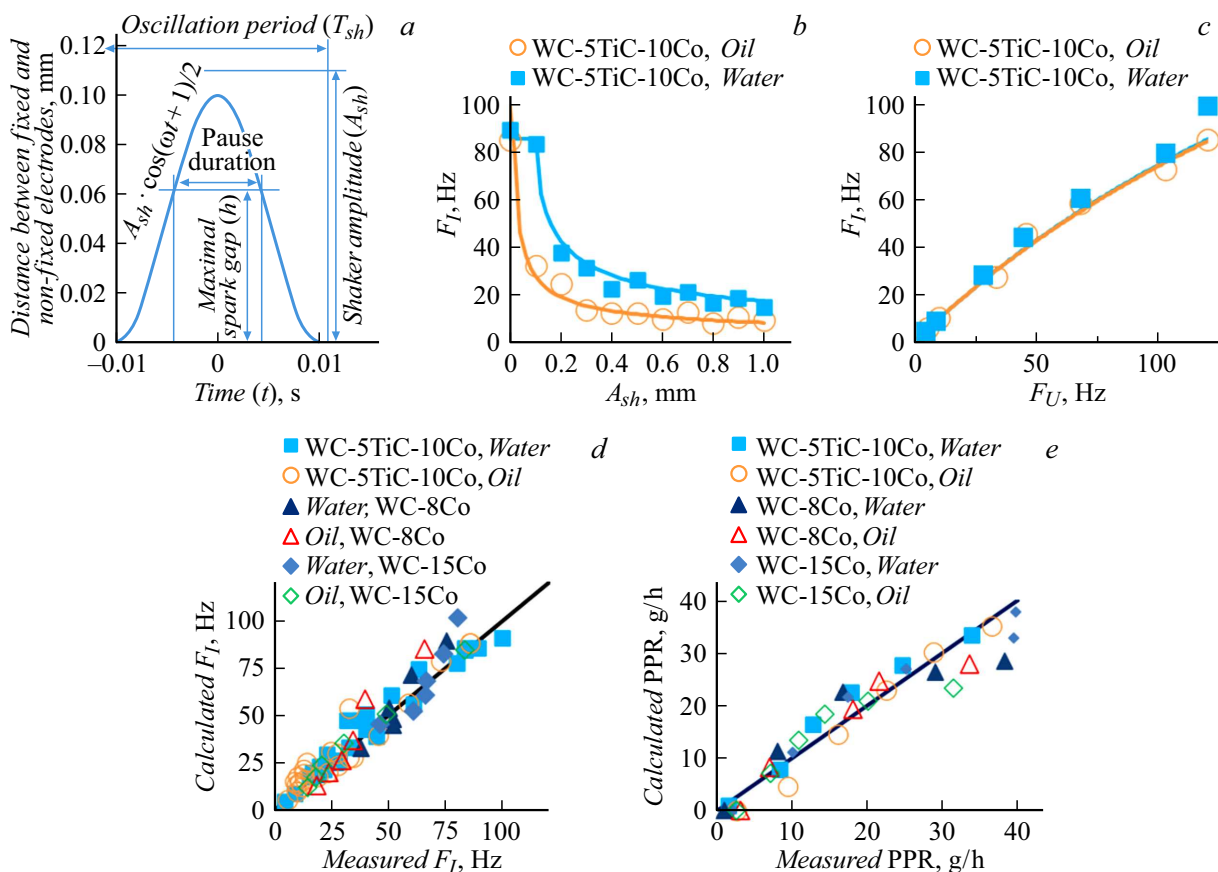 Oscillation period (T_sh)
a
Distance between fixed and
non-fixed electrodes, mm
0.12
0.10
0.08
0.06
0.04
0.02
0
A_sh · cos(ωt + 1)/2
Pause
duration
Maximal
spark gap (h)
Shaker amplitude (A_sh)
–0.01
0
0.01
Time (t), s
b
WC-5TiC-10Co, Oil
WC-5TiC-10Co, Water
F_I, Hz
100
80
60
40
20
0
0
0.2
0.4
0.6
0.8
1.0
A_sh, mm
c
WC-5TiC-10Co, Oil
WC-5TiC-10Co, Water
F_I, Hz
100
80
60
40
20
0
0
50
100
F_U, Hz
d
WC-5TiC-10Co, Water
WC-5TiC-10Co, Oil
Water, WC-8Co
Oil, WC-8Co
Water, WC-15Co
Oil, WC-15Co
Calculated F_I, Hz
100
75
50
25
0
0
25
50
75
100
Measured F_I, Hz
e
WC-5TiC-10Co, Water
WC-5TiC-10Co, Oil
WC-8Co, Water
WC-8Co, Oil
WC-15Co, Water
WC-15Co, Oil
Calculated PPR, g/h
40
30
20
10
0
0
10
20
30
40
Measured PPR, g/h